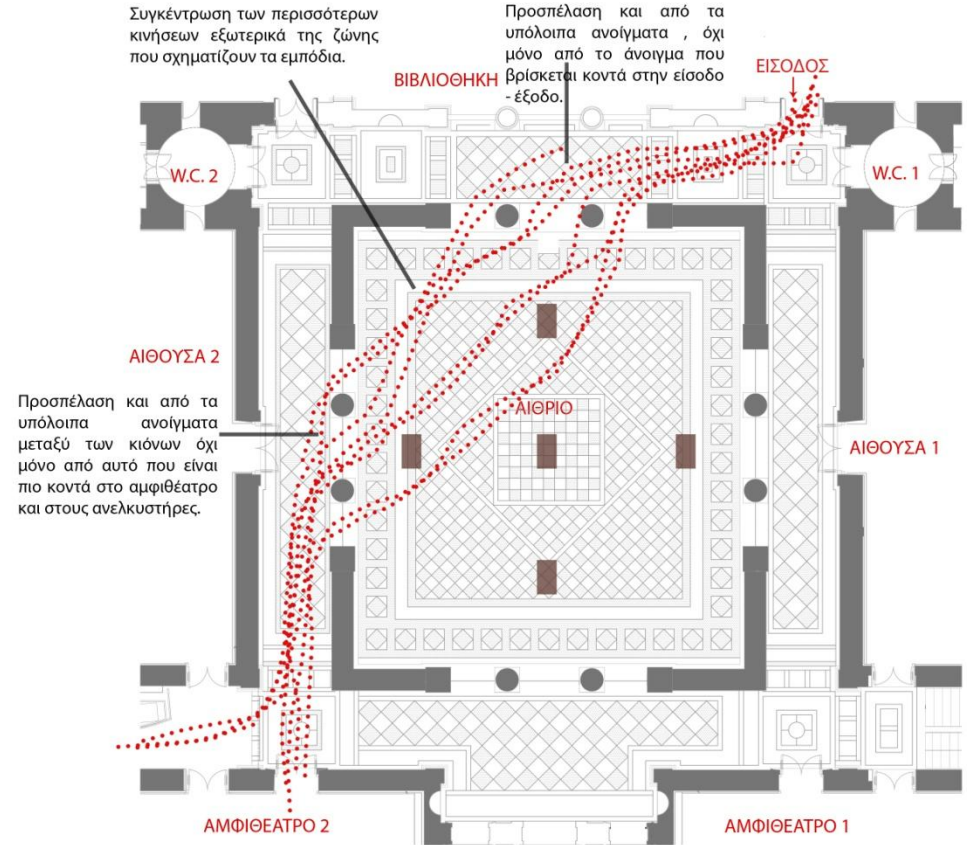 Συγκέντρωση των περισσότερων
κινήσεων εξωτερικά της ζώνης
που σχηματίζουν τα εμπόδια.
Προσπέλαση και από τα
υπόλοιπα ανοίγματα , όχι
μόνο από το άνοιγμα που
βρίσκεται κοντά στην είσοδο
- έξοδο.
ΒΙΒΛΙΟΘΗΚΗ
ΕΙΣΟΔΟΣ
W.C. 2
W.C. 1
ΑΙΘΟΥΣΑ 2
Προσπέλαση και από τα
υπόλοιπα ανοίγματα
μεταξύ των κιόνων όχι
μόνο από αυτό που είναι
πιο κοντά στο αμφιθέατρο
και στους ανελκυστήρες.
ΑΙΘΡΙΟ
ΑΙΘΟΥΣΑ 1
ΑΜΦΙΘΕΑΤΡΟ 2
ΑΜΦΙΘΕΑΤΡΟ 1